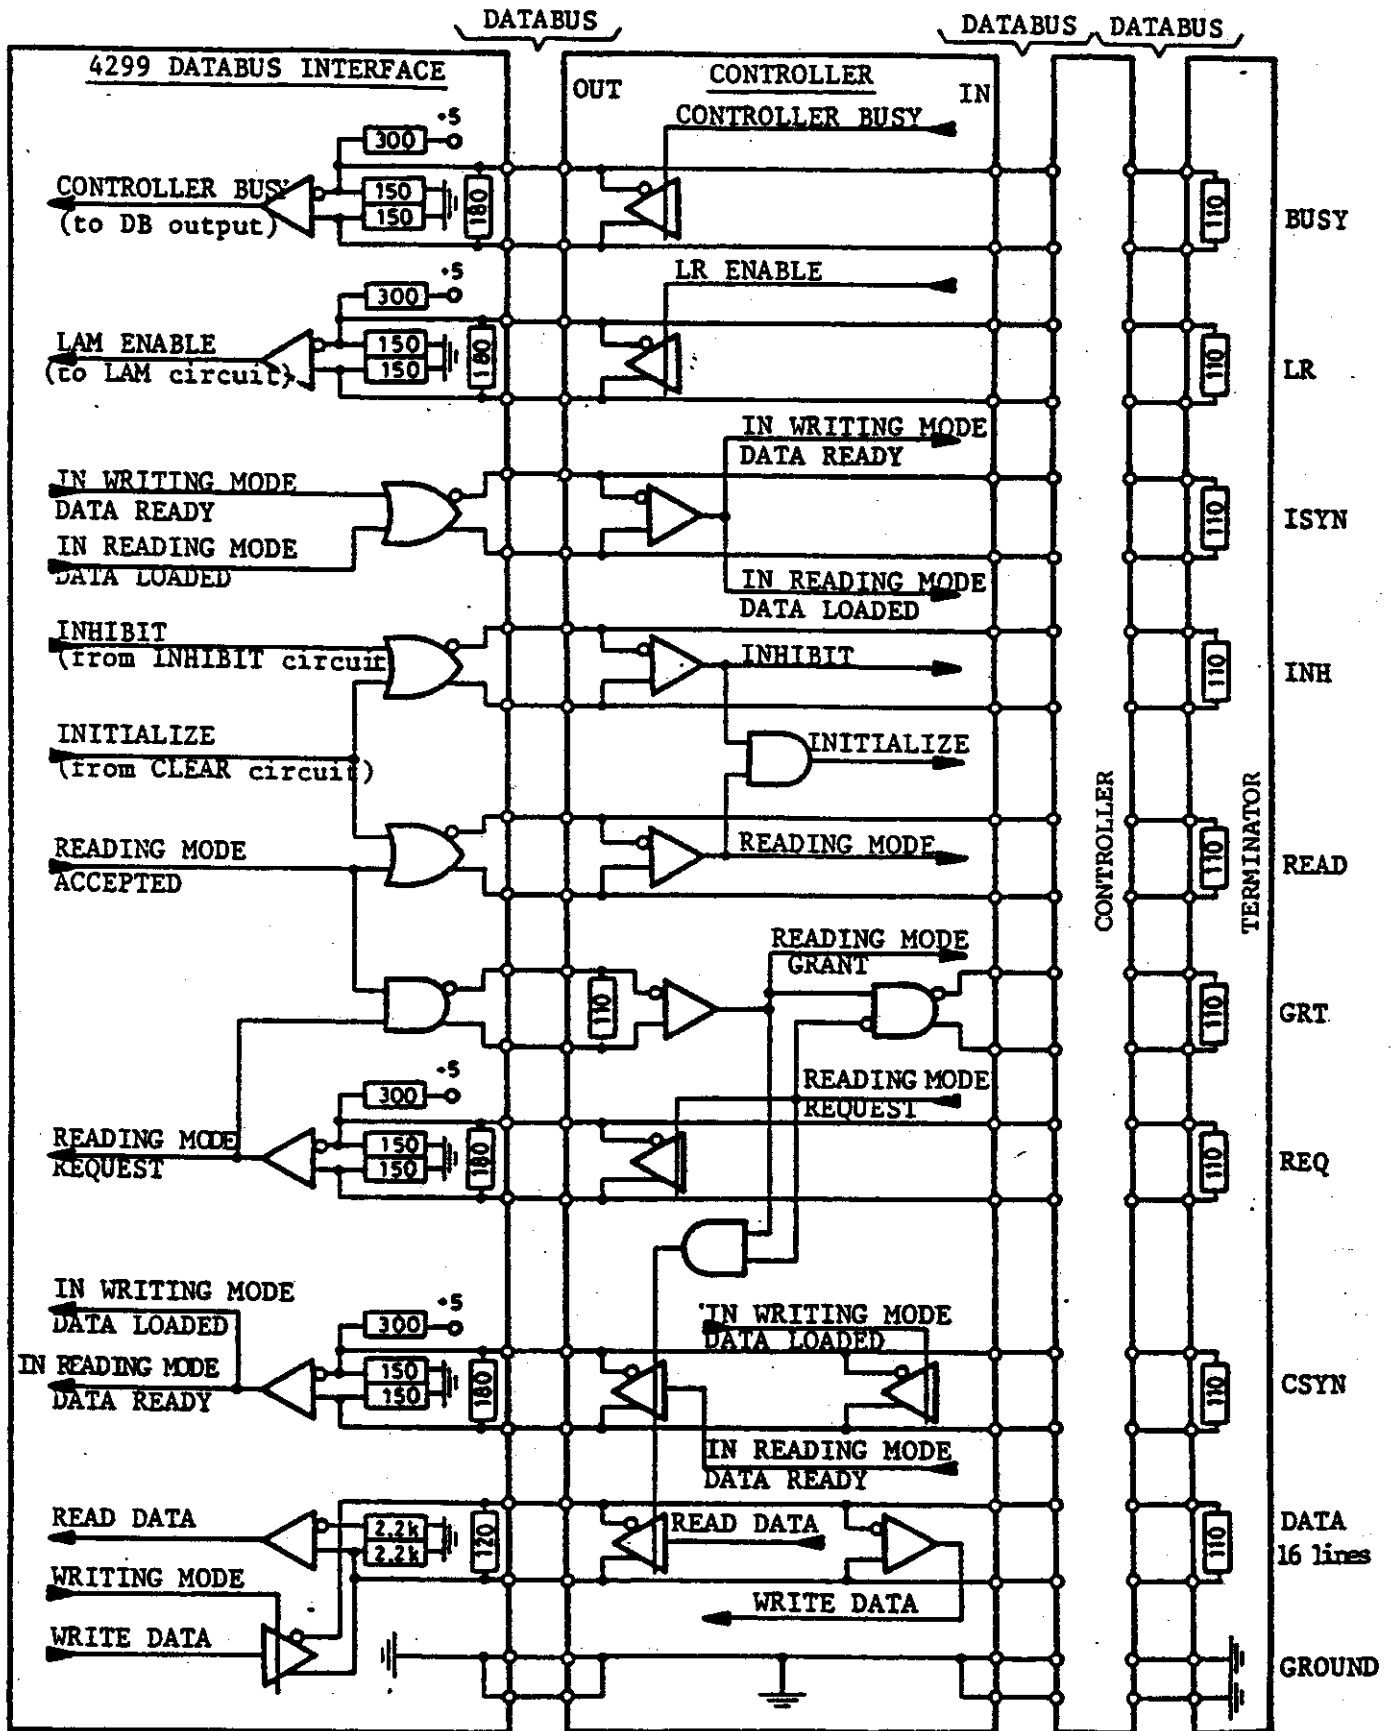 DATABUS
DATABUS DATABUS
4299 DATABUS INTERFACE
OUT
CONTROLLER
IN
CONTROLLER BUSY
+5
300
150
150
180
CONTROLLER BUSY
(to DB output)
110
BUSY
LR ENABLE
+5
300
150
150
180
LAM ENABLE
(to LAM circuit)
110
LR
IN WRITING MODE
DATA READY
IN WRITING MODE
DATA READY
IN READING MODE
DATA LOADED
110
ISYN
IN READING MODE
DATA LOADED
INHIBIT
(from INHIBIT circuit
INHIBIT
110
INH
INITIALIZE
(from CLEAR circuit)
INITIALIZE
CONTROLLER
TERMINATOR
READING MODE
ACCEPTED
READING MODE
110
READ
READING MODE
GRANT
110
110
GRT
+5
300
READING MODE
REQUEST
READING MODE
REQUEST
150
150
180
110
REQ
IN WRITING MODE
DATA LOADED
+5
300
IN WRITING MODE
DATA LOADED
IN READING MODE
DATA READY
150
150
180
110
CSYN
IN READING MODE
DATA READY
READ DATA
2.2k
2.2k
120
READ DATA
110
DATA
16 lines
WRITING MODE
WRITE DATA
WRITE DATA
GROUND